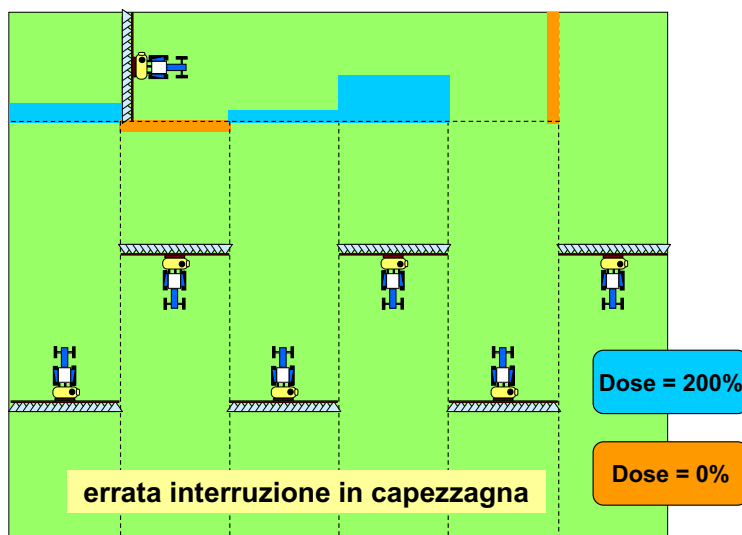 Dose = 200%
Dose = 0%
errata interruzione in capezzagna